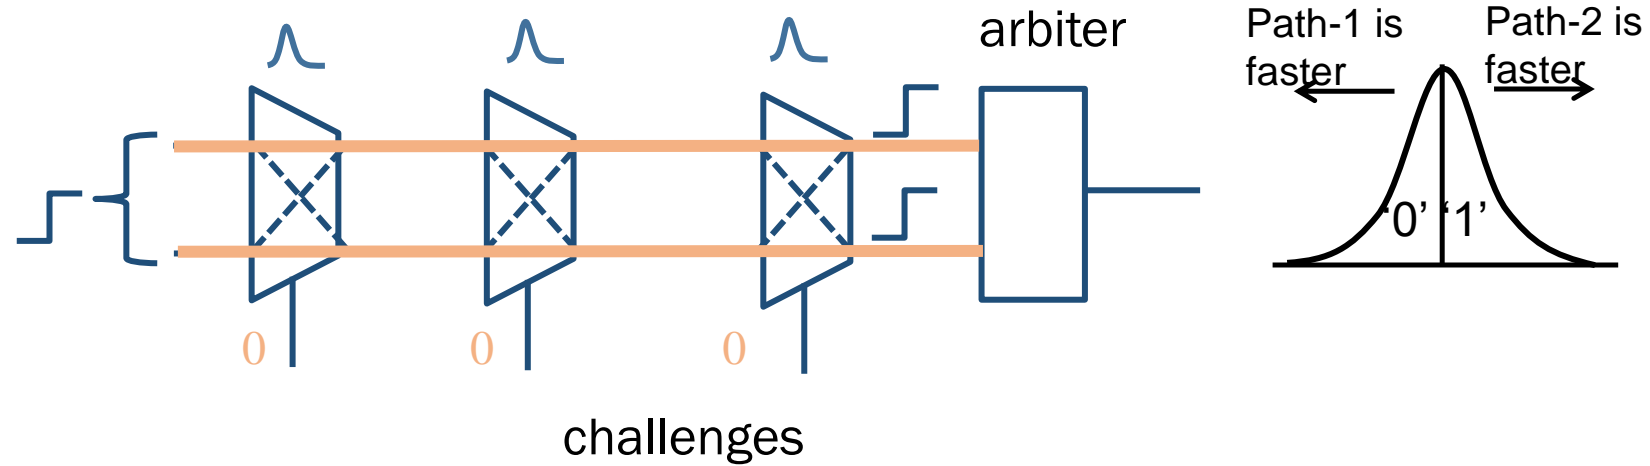 arbiter
Path-1 is
faster
Path-2 is
faster
‘0’
‘1’
0
0
0
challenges